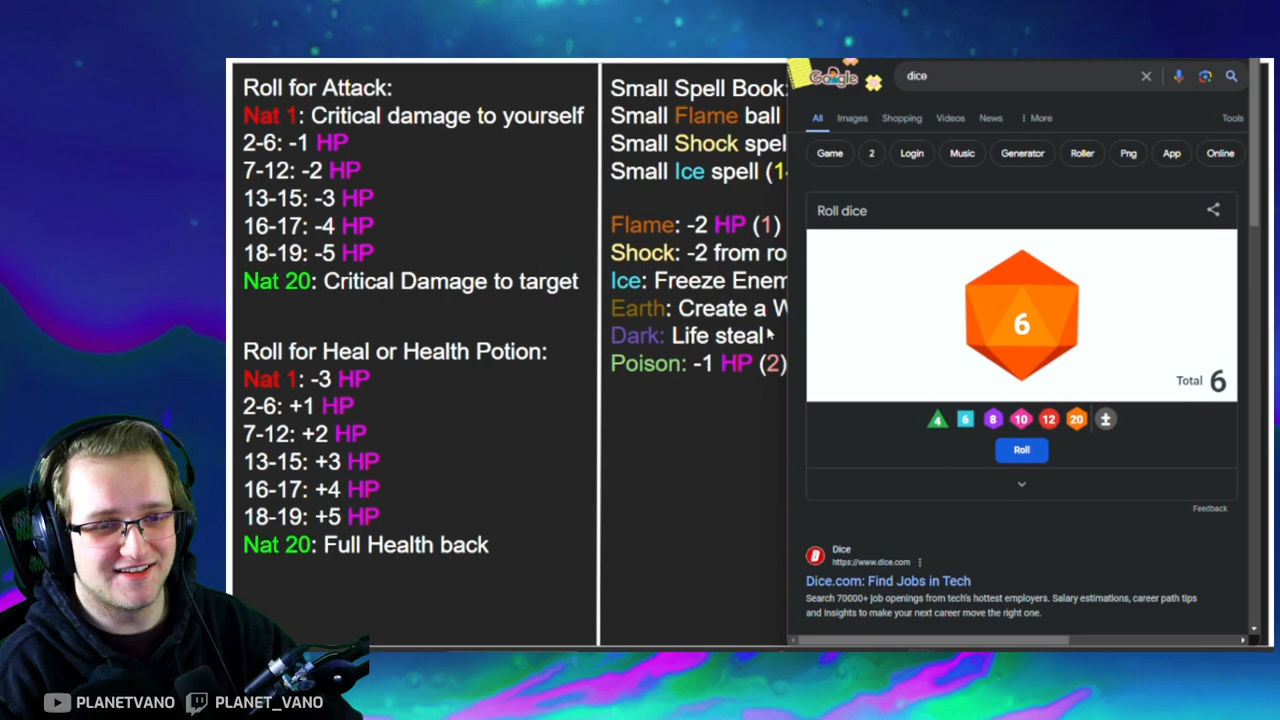 Roll for Attack:
Nat 1: Critical damage to yourself
2-6: -1 HP
7-12: -2 HP
13-15: -3 HP
16-17: -4 HP
18-19: -5 HP
Nat 20: Critical Damage to target
Roll for Heal or Health Potion:
Nat 1: -3 HP
2-6: +1 HP
7-12: +2 HP
13-15: +3 HP
16-17: +4 HP
18-19: +5 HP
Nat 20: Full Health back
Small Spell Book:
Small Flame ball
Small Shock spel
Small Ice spell (1
Flame: -2 HP (1)
Shock: -2 from ro
Ice: Freeze Enem
Earth: Create a W
Dark: Life steal
Poison: -1 HP (2)
Google
dice
All Images Shopping Videos News More Tools
Game 2 Login Music Generator Roller Png App Online
Roll dice
6
Total 6
4 6 8 10 12 20 ±
Roll
Feedback
D
Dice
https://www.dice.com
Dice.com: Find Jobs in Tech
Search 70000+ job openings from tech's hottest employers. Salary estimations, career path tips
and Insights to make your next career move the right one.
PLANETVANO PLANET_VANO